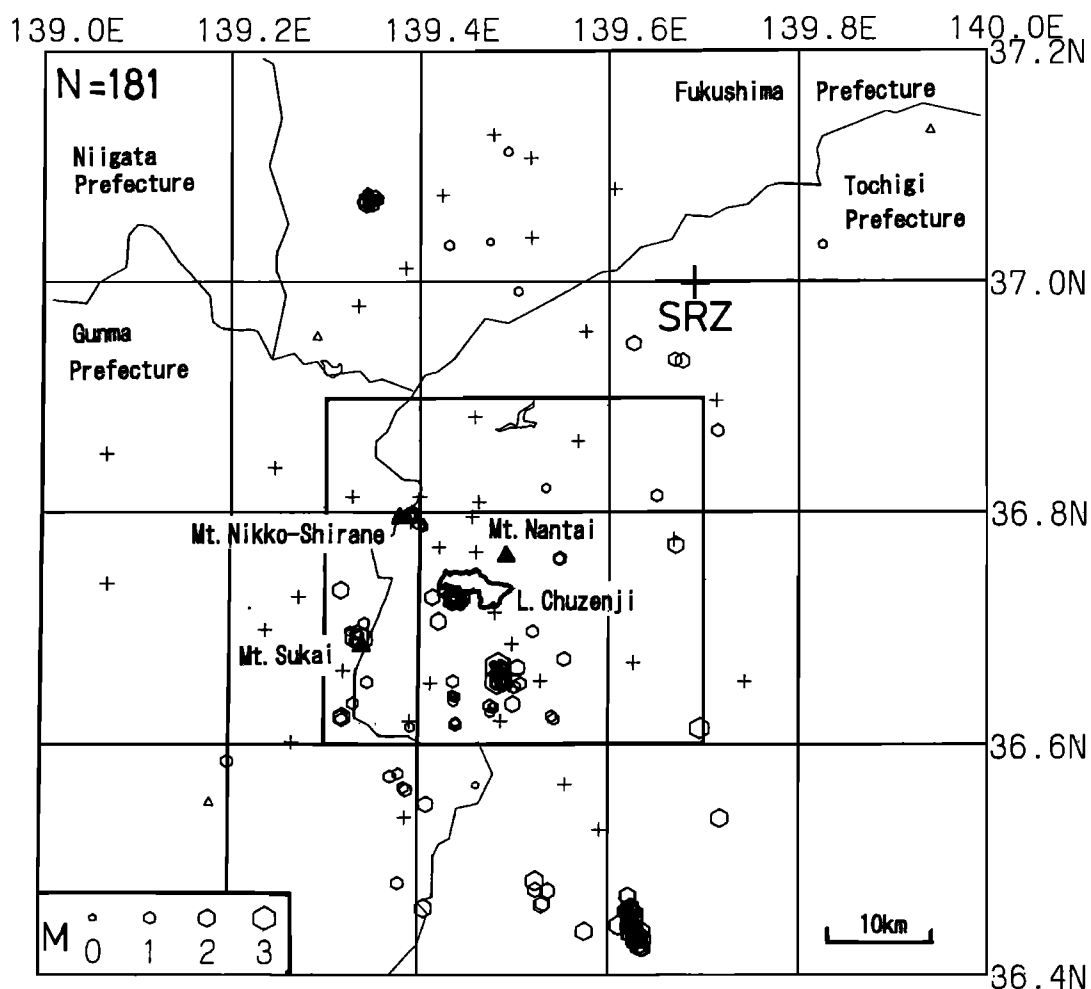 139.0E 139.2E 139.4E 139.6E 139.8E 140.0E
37.2N
N=181
Fukushima Prefecture
Niigata
Prefecture
Tochigi
Prefecture
37.0N
SRZ
Gunma
Prefecture
36.8N
Mt. Nikko-Shirane
Mt. Nantai
L. Chuzenji
Mt. Sukai
36.6N
M 0 1 2 3
10km
36.4N